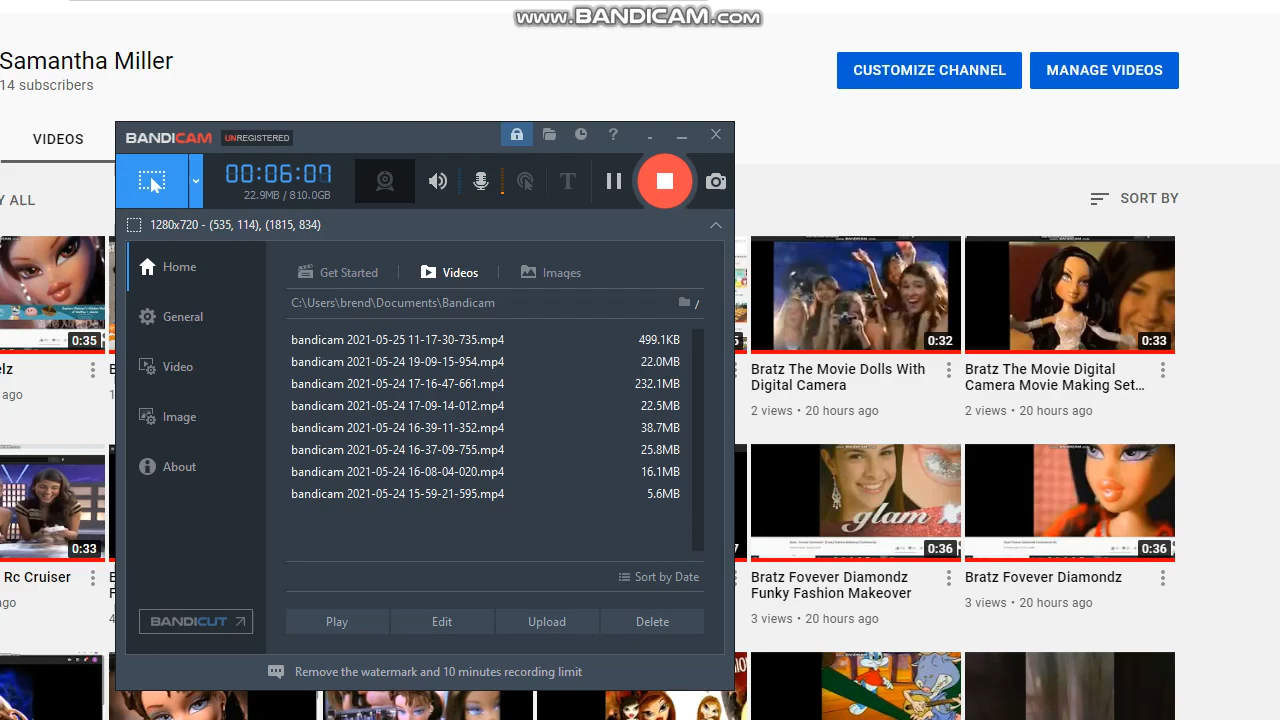 www.BANDICAM.com
Samantha Miller
14 subscribers
CUSTOMIZE CHANNEL
MANAGE VIDEOS
VIDEOS
BANDICAM UNREGISTERED
?
00:06:07
22.9MB / 810.0GB
T
1280x720 - (535, 114), (1815, 834)
Y ALL
SORT BY
Home
General
Video
Image
About
BANDICUT
Get Started
Videos
Images
C:\Users\brend\Documents\Bandicam
/
bandicam 2021-05-25 11-17-30-735.mp4 499.1KB
bandicam 2021-05-24 19-09-15-954.mp4 22.0MB
bandicam 2021-05-24 17-16-47-661.mp4 232.1MB
bandicam 2021-05-24 17-09-14-012.mp4 22.5MB
bandicam 2021-05-24 16-39-11-352.mp4 38.7MB
bandicam 2021-05-24 16-37-09-755.mp4 25.8MB
bandicam 2021-05-24 16-08-04-020.mp4 16.1MB
bandicam 2021-05-24 15-59-21-595.mp4 5.6MB
Sort by Date
Play
Edit
Upload
Delete
Remove the watermark and 10 minutes recording limit
0:35
elz
ago
0:32
Bratz The Movie Dolls With
Digital Camera
2 views • 20 hours ago
0:33
Bratz The Movie Digital
Camera Movie Making Set...
2 views • 20 hours ago
0:33
Rc Cruiser
ago
glam
0:36
Bratz Fovever Diamondz
Funky Fashion Makeover
3 views • 20 hours ago
0:36
Bratz Fovever Diamondz
3 views • 20 hours ago